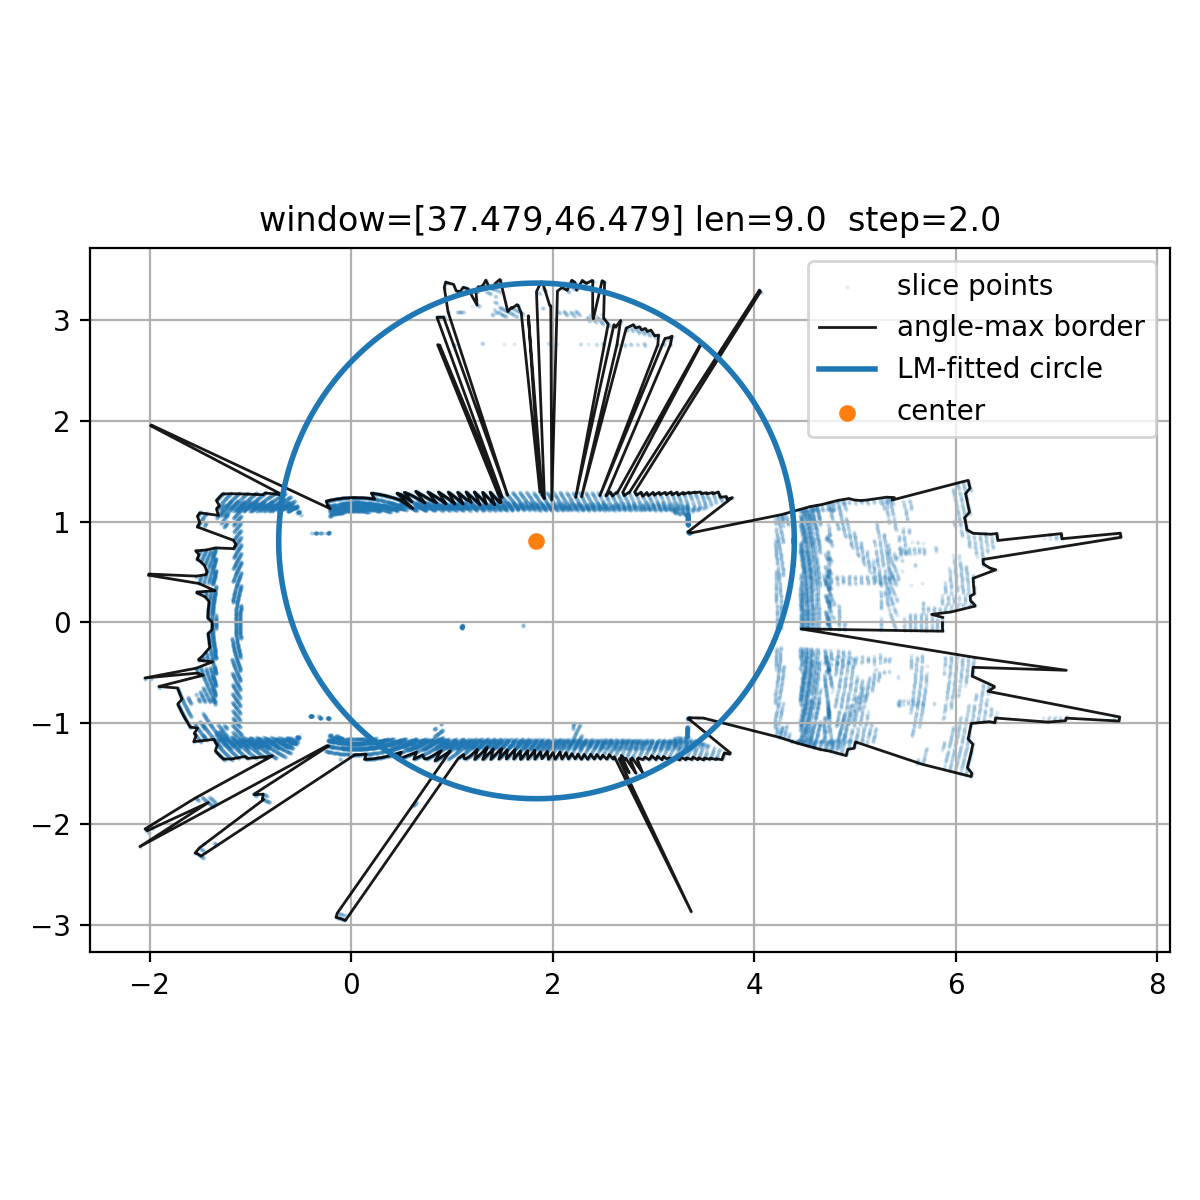 window=[37.479,46.479] len=9.0  step=2.0
slice points
angle-max border
LM-fitted circle
center
3
2
1
0
−1
−2
−3
−2 0 2 4 6 8